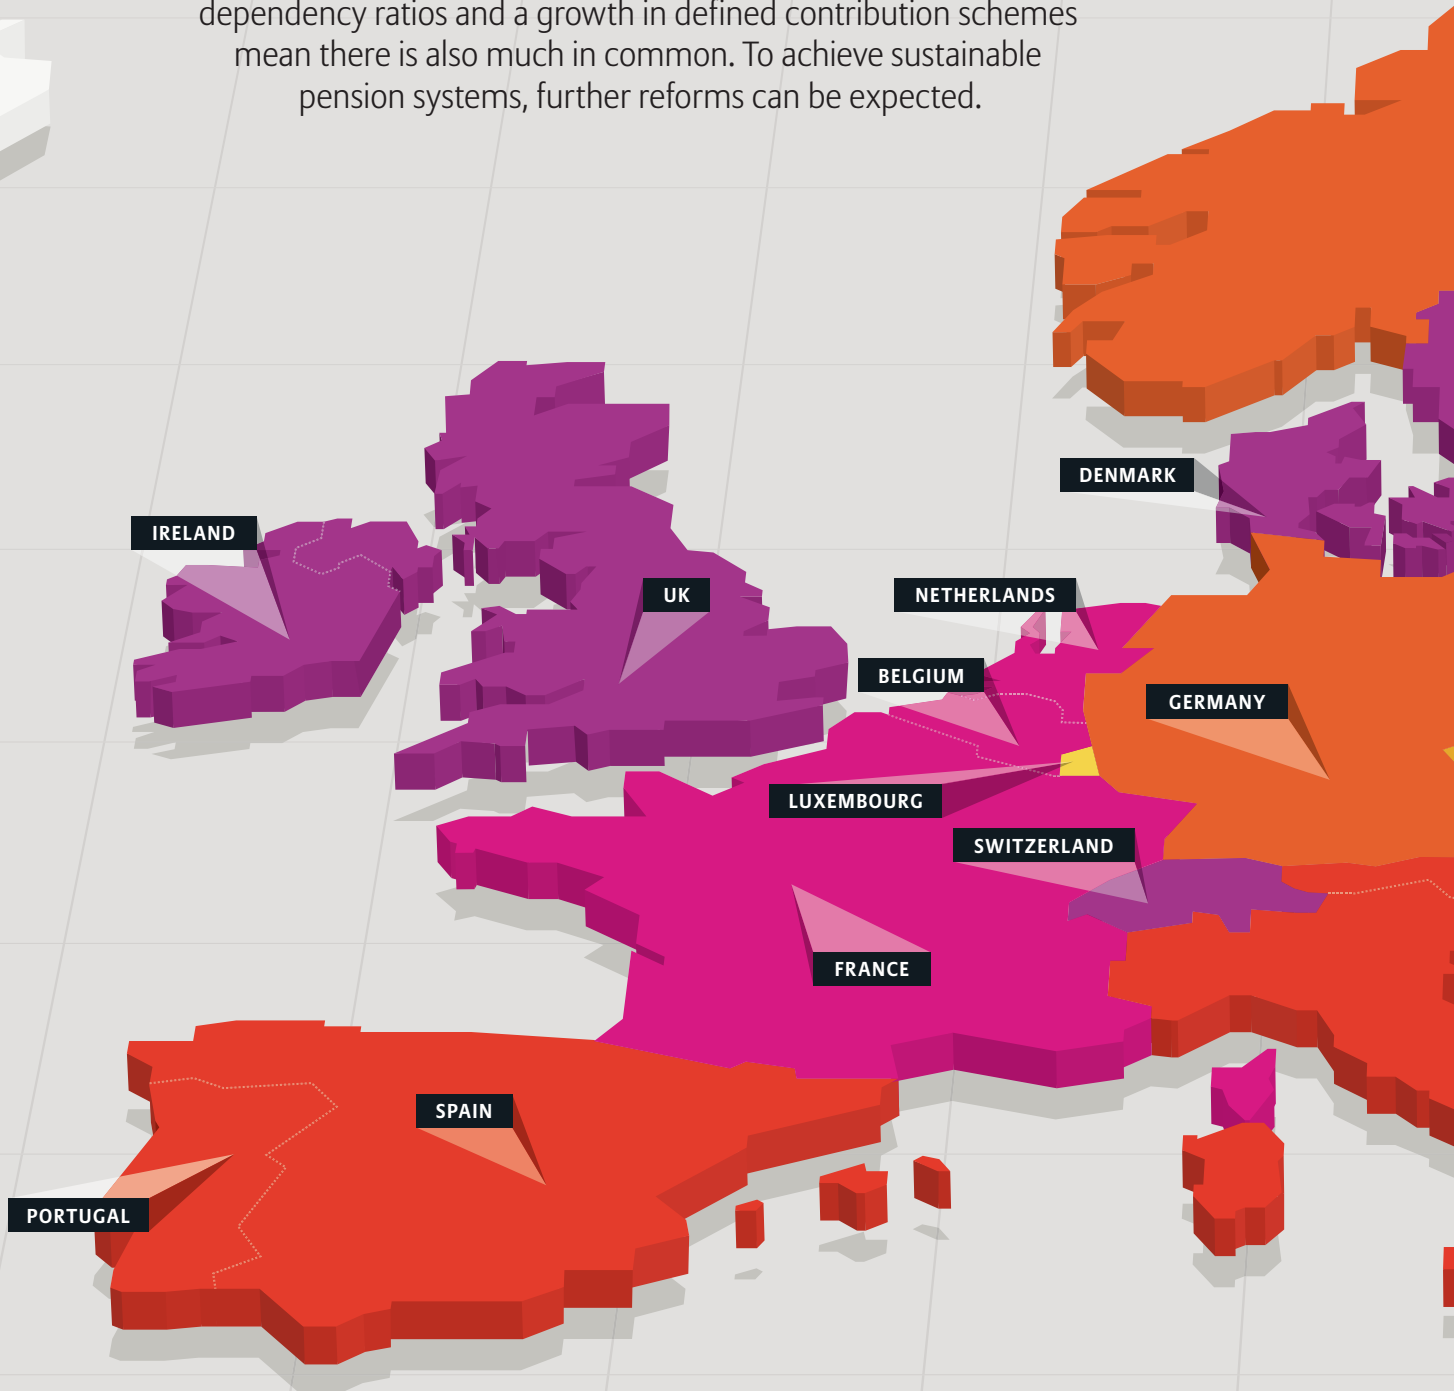 dependency ratios and a growth in defined contribution schemes
mean there is also much in common. To achieve sustainable
pension systems, further reforms can be expected.
DENMARK
IRELAND
UK
NETHERLANDS
BELGIUM
GERMANY
LUXEMBOURG
SWITZERLAND
FRANCE
SPAIN
PORTUGAL